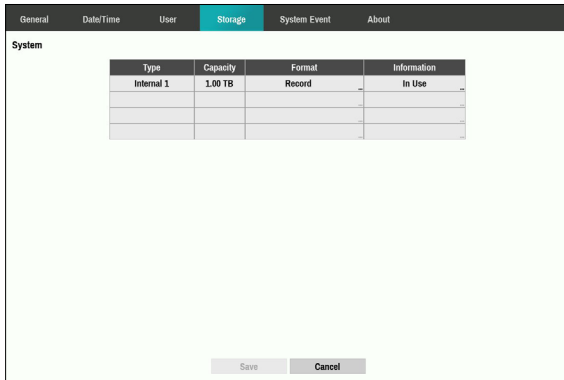 General Date/Time User Storage System Event About
System
Type Capacity Format Information
Internal 1 1.00 TB Record ... In Use ...
... ...
... ...
... ...
Save Cancel